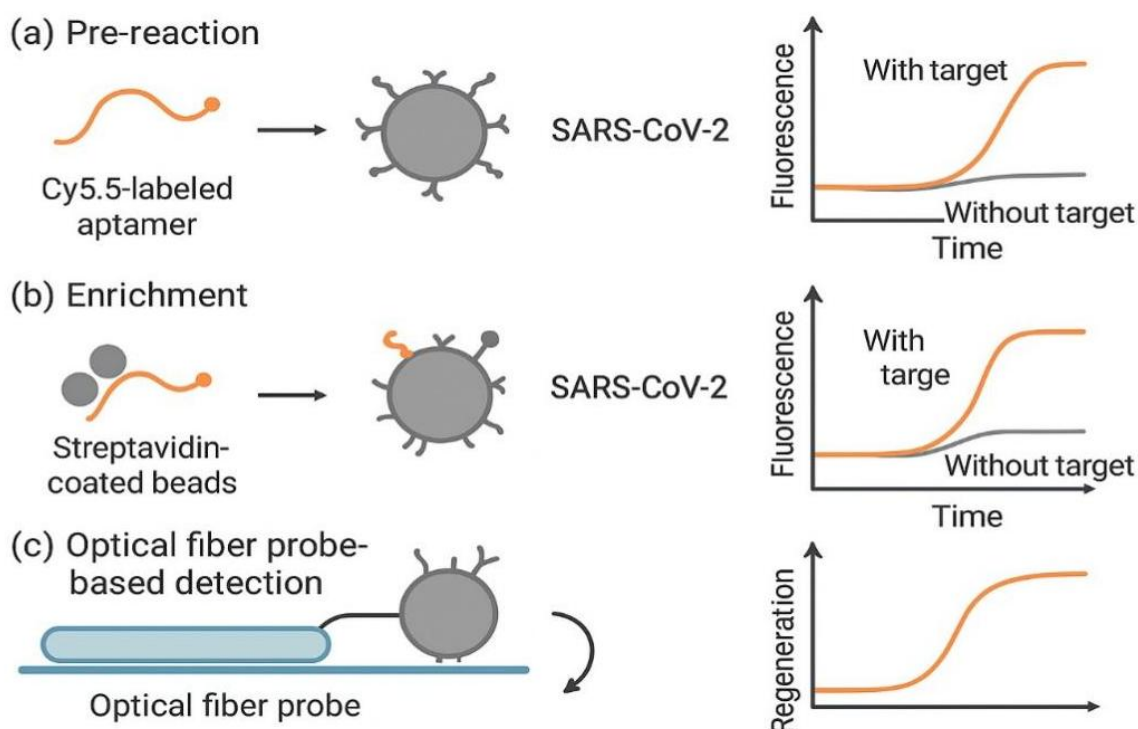 (a) Pre-reaction
Cy5.5-labeled
aptamer
SARS-CoV-2
Fluorescence
With target
Without target
Time
(b) Enrichment
Streptavidin-
coated beads
SARS-CoV-2
Fluorescence
With
targe
Without target
Time
(c) Optical fiber probe-
based detection
Optical fiber probe
Regeneration